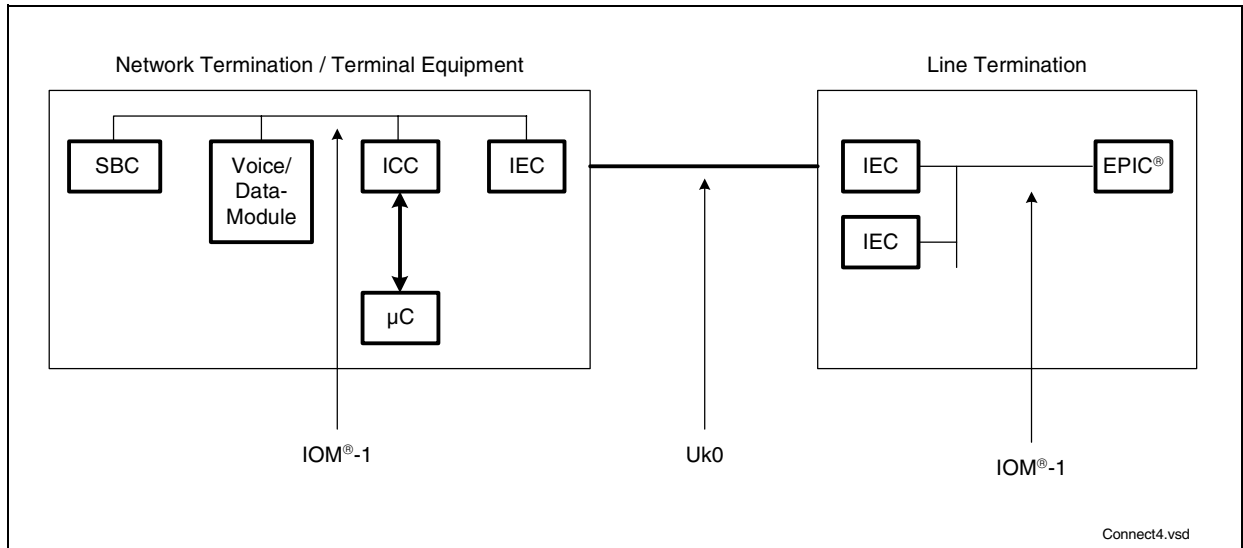 Network Termination / Terminal Equipment
Line Termination
SBC
Voice/
Data-
Module
ICC
IEC
µC
IEC
IEC
EPIC®
IOM®-1
Uk0
IOM®-1
Connect4.vsd